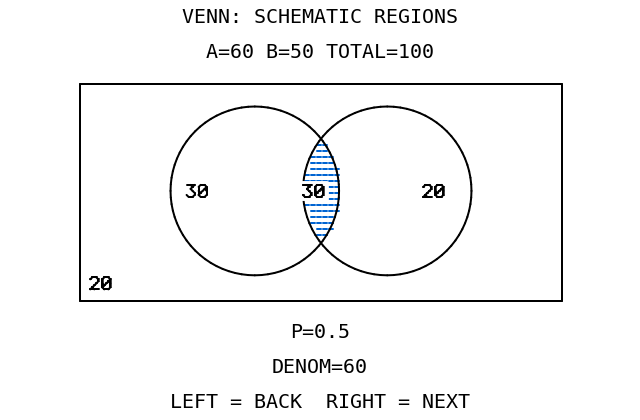 VENN: SCHEMATIC REGIONS
A=60 B=50 TOTAL=100
30 30 20
20
P=0.5
DENOM=60
LEFT = BACK  RIGHT = NEXT